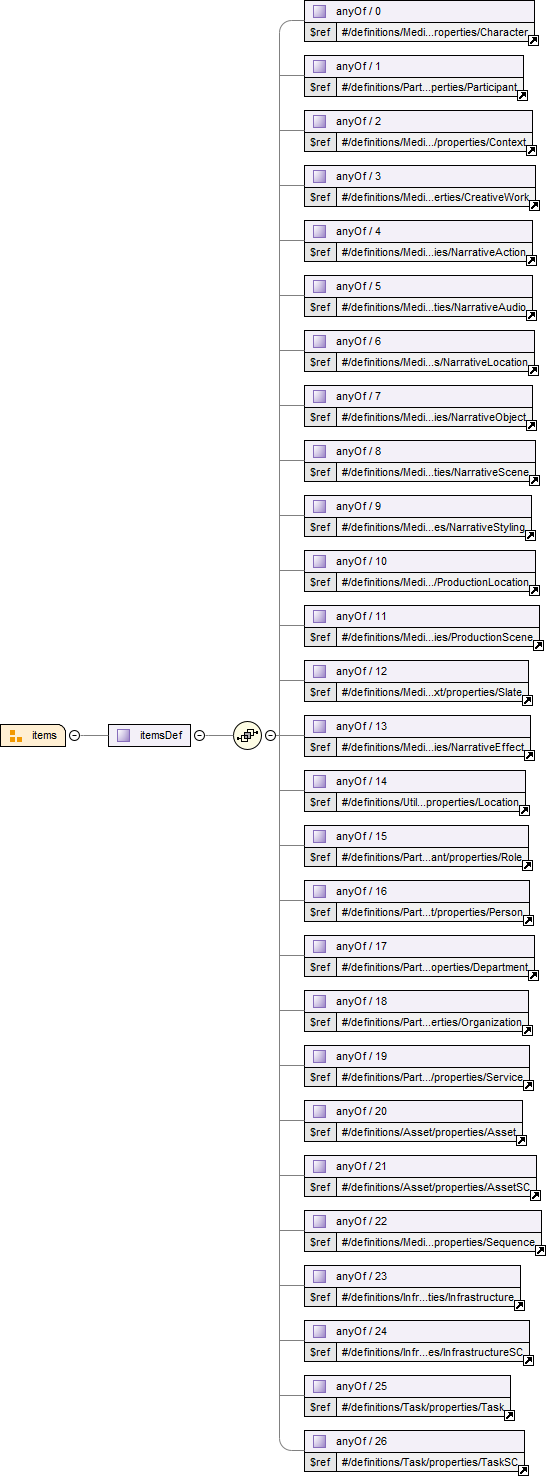 anyOf / 0
$ref #/definitions/Medi...roperties/Character
anyOf / 1
$ref #/definitions/Part...perties/Participant
anyOf / 2
$ref #/definitions/Medi.../properties/Context
anyOf / 3
$ref #/definitions/Medi...erties/CreativeWork
anyOf / 4
$ref #/definitions/Medi...ies/NarrativeAction
anyOf / 5
$ref #/definitions/Medi...ties/NarrativeAudio
anyOf / 6
$ref #/definitions/Medi...s/NarrativeLocation
anyOf / 7
$ref #/definitions/Medi...ies/NarrativeObject
anyOf / 8
$ref #/definitions/Medi...ties/NarrativeScene
anyOf / 9
$ref #/definitions/Medi...es/NarrativeStyling
anyOf / 10
$ref #/definitions/Medi.../ProductionLocation
anyOf / 11
$ref #/definitions/Medi...ies/ProductionScene
anyOf / 12
$ref #/definitions/Medi...xt/properties/Slate
items itemsDef
anyOf / 13
$ref #/definitions/Medi...ies/NarrativeEffect
anyOf / 14
$ref #/definitions/Util...properties/Location
anyOf / 15
$ref #/definitions/Part...ant/properties/Role
anyOf / 16
$ref #/definitions/Part...t/properties/Person
anyOf / 17
$ref #/definitions/Part...operties/Department
anyOf / 18
$ref #/definitions/Part...erties/Organization
anyOf / 19
$ref #/definitions/Part.../properties/Service
anyOf / 20
$ref #/definitions/Asset/properties/Asset
anyOf / 21
$ref #/definitions/Asset/properties/AssetSC
anyOf / 22
$ref #/definitions/Medi...properties/Sequence
anyOf / 23
$ref #/definitions/Infr...ties/Infrastructure
anyOf / 24
$ref #/definitions/Infr...es/InfrastructureSC
anyOf / 25
$ref #/definitions/Task/properties/Task
anyOf / 26
$ref #/definitions/Task/properties/TaskSC